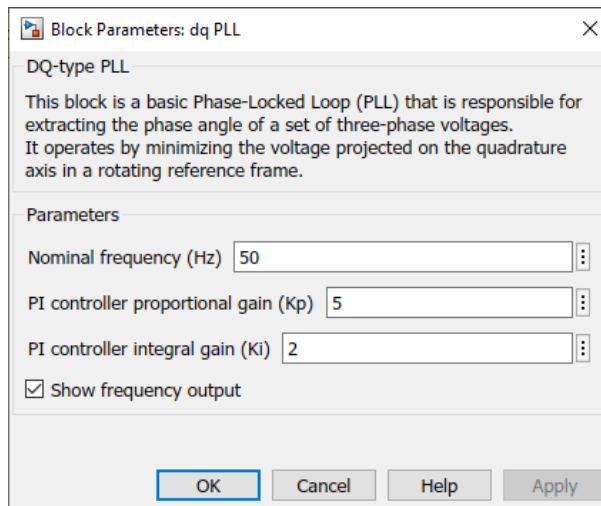 Block Parameters: dq PLL
DQ-type PLL
This block is a basic Phase-Locked Loop (PLL) that is responsible for
extracting the phase angle of a set of three-phase voltages.
It operates by minimizing the voltage projected on the quadrature
axis in a rotating reference frame.
Parameters
Nominal frequency (Hz) 50
PI controller proportional gain (Kp) 5
PI controller integral gain (Ki) 2
Show frequency output
OK Cancel Help Apply